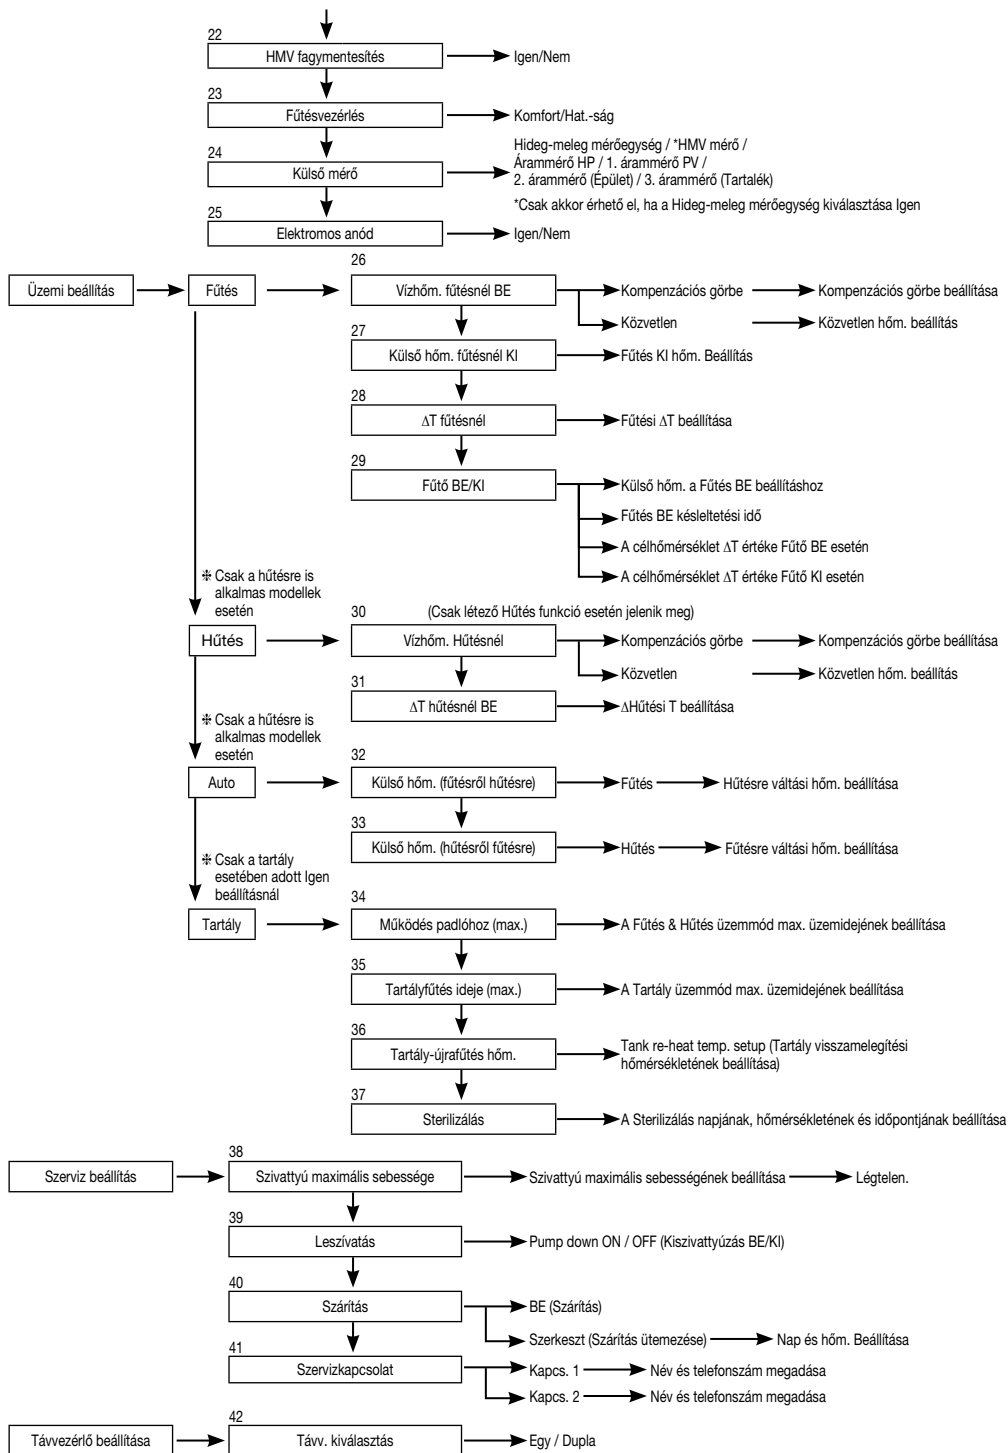 22
HMV fagymentesítés
Igen/Nem
23
Fűtésvezérlés
Komfort/Hat.-ság
24
Külső mérő
Hideg-meleg mérőegység / *HMV mérő /
Árammérő HP / 1. árammérő PV /
2. árammérő (Épület) / 3. árammérő (Tartalék)
*Csak akkor érhető el, ha a Hideg-meleg mérőegység kiválasztása Igen
25
Elektromos anód
Igen/Nem
Üzemi beállítás
Fűtés
26
Vízhőm. fűtésnél BE
Kompenzációs görbe
Kompenzációs görbe beállítása
Közvetlen
Közvetlen hőm. beállítás
27
Külső hőm. fűtésnél KI
Fűtés KI hőm. Beállítás
28
ΔT fűtésnél
Fűtési ΔT beállítása
29
Fűtő BE/KI
Külső hőm. a Fűtés BE beállításhoz
Fűtés BE késleltetési idő
A célhőmérséklet ΔT értéke Fűtő BE esetén
A célhőmérséklet ΔT értéke Fűtő KI esetén
❉ Csak a hűtésre is
alkalmas modellek
esetén
Hűtés
30
(Csak létező Hűtés funkció esetén jelenik meg)
Vízhőm. Hűtésnél
Kompenzációs görbe
Kompenzációs görbe beállítása
Közvetlen
Közvetlen hőm. beállítás
31
ΔT hűtésnél BE
ΔHűtési T beállítása
❉ Csak a hűtésre is
alkalmas modellek
esetén
Auto
32
Külső hőm. (fűtésről hűtésre)
Fűtés
Hűtésre váltási hőm. beállítása
33
Külső hőm. (hűtésről fűtésre)
Hűtés
Fűtésre váltási hőm. beállítása
❉ Csak a tartály
esetében adott Igen
beállításnál
Tartály
34
Működés padlóhoz (max.)
A Fűtés & Hűtés üzemmód max. üzemidejének beállítása
35
Tartályfűtés ideje (max.)
A Tartály üzemmód max. üzemidejének beállítása
36
Tartály-újrafűtés hőm.
Tank re-heat temp. setup (Tartály visszamelegítési
hőmérsékletének beállítása)
37
Sterilizálás
A Sterilizálás napjának, hőmérsékletének és időpontjának beállítása
Szerviz beállítás
38
Szivattyú maximális sebessége
Szivattyú maximális sebességének beállítása
Légtelen.
39
Leszívatás
Pump down ON / OFF (Kiszivattyúzás BE/KI)
40
Szárítás
BE (Szárítás)
Szerkeszt (Szárítás ütemezése)
Nap és hőm. Beállítása
41
Szervizkapcsolat
Kapcs. 1
Név és telefonszám megadása
Kapcs. 2
Név és telefonszám megadása
Távvezérlő beállítása
42
Távv. kiválasztás
Egy / Dupla